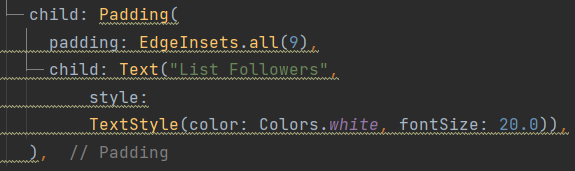 child: Padding(
padding: EdgeInsets.all(9),
child: Text("List Followers",
style:
TextStyle(color: Colors.white, fontSize: 20.0)),
), // Padding